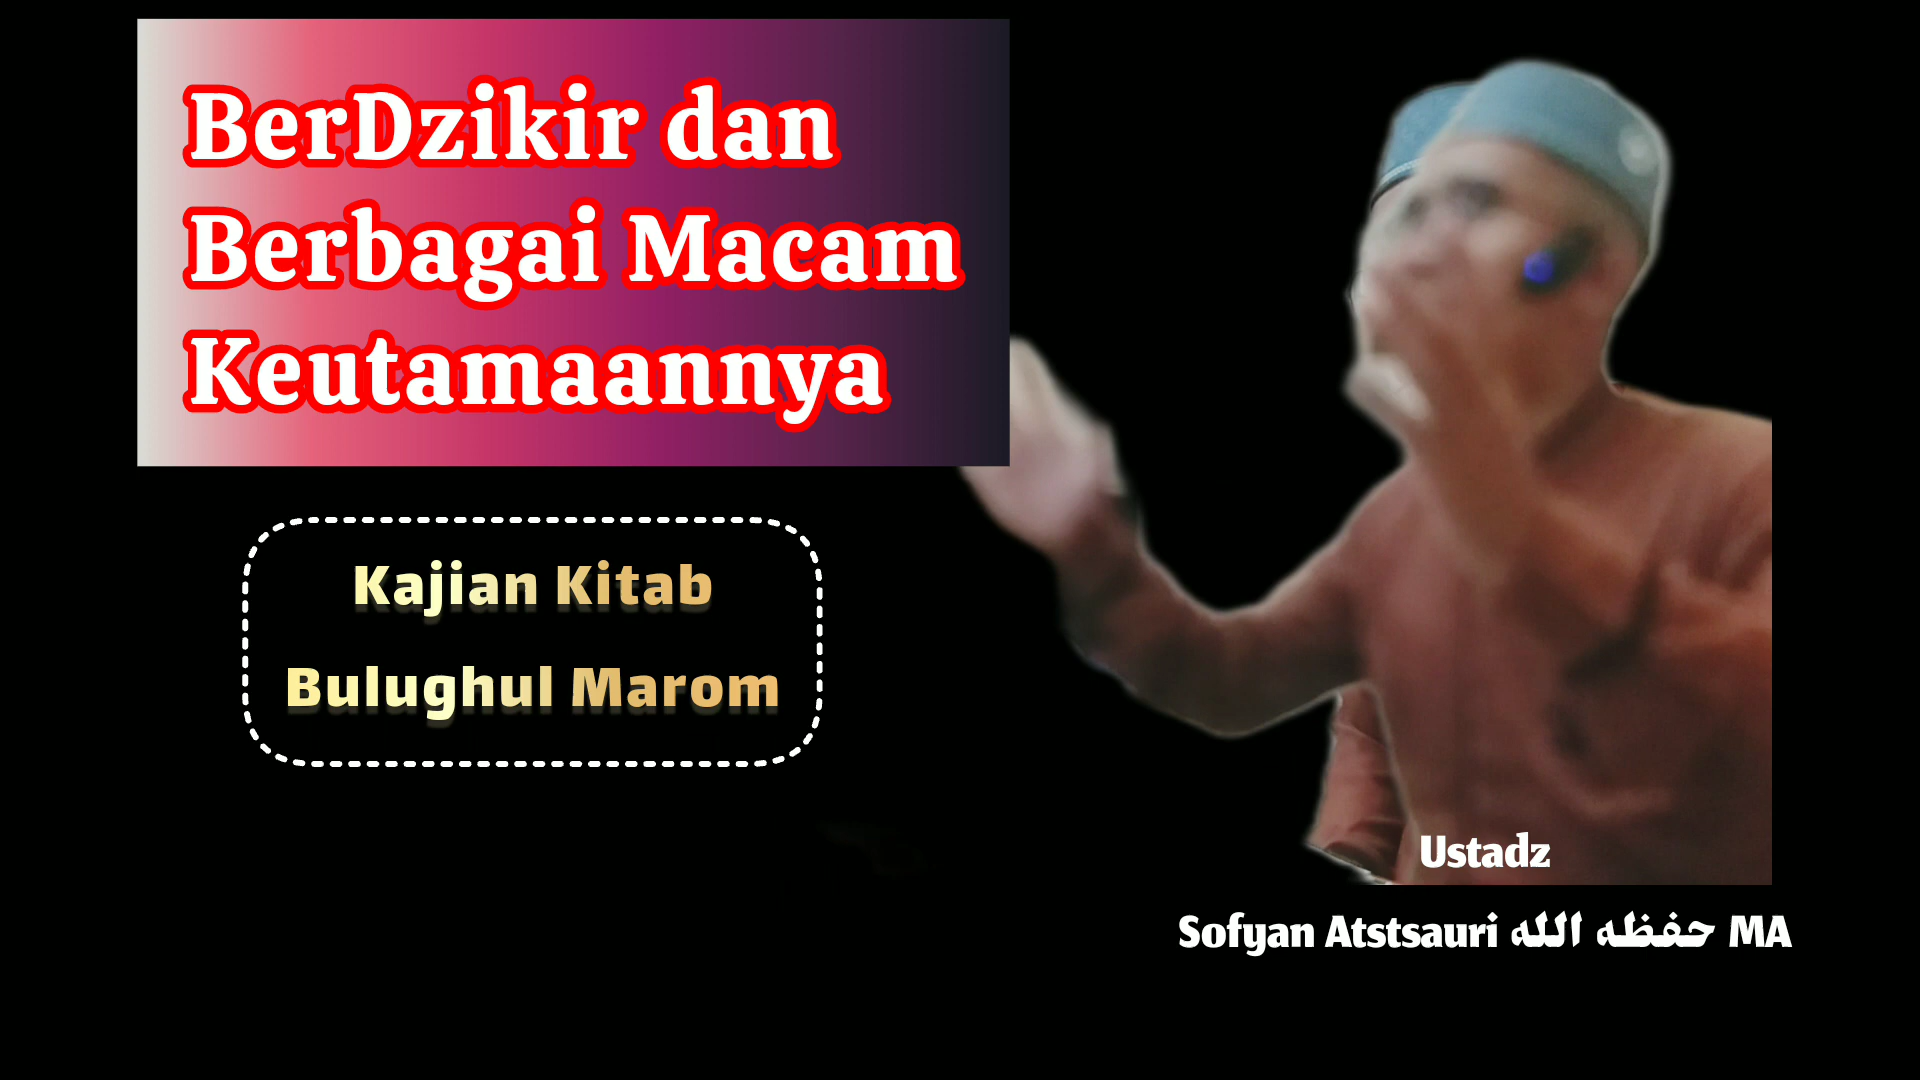 BerDzikir dan
Berbagai Macam
Keutamaannya
Kajian Kitab
Bulughul Marom
Ustadz
Sofyan Atstsauri حفظه الله MA